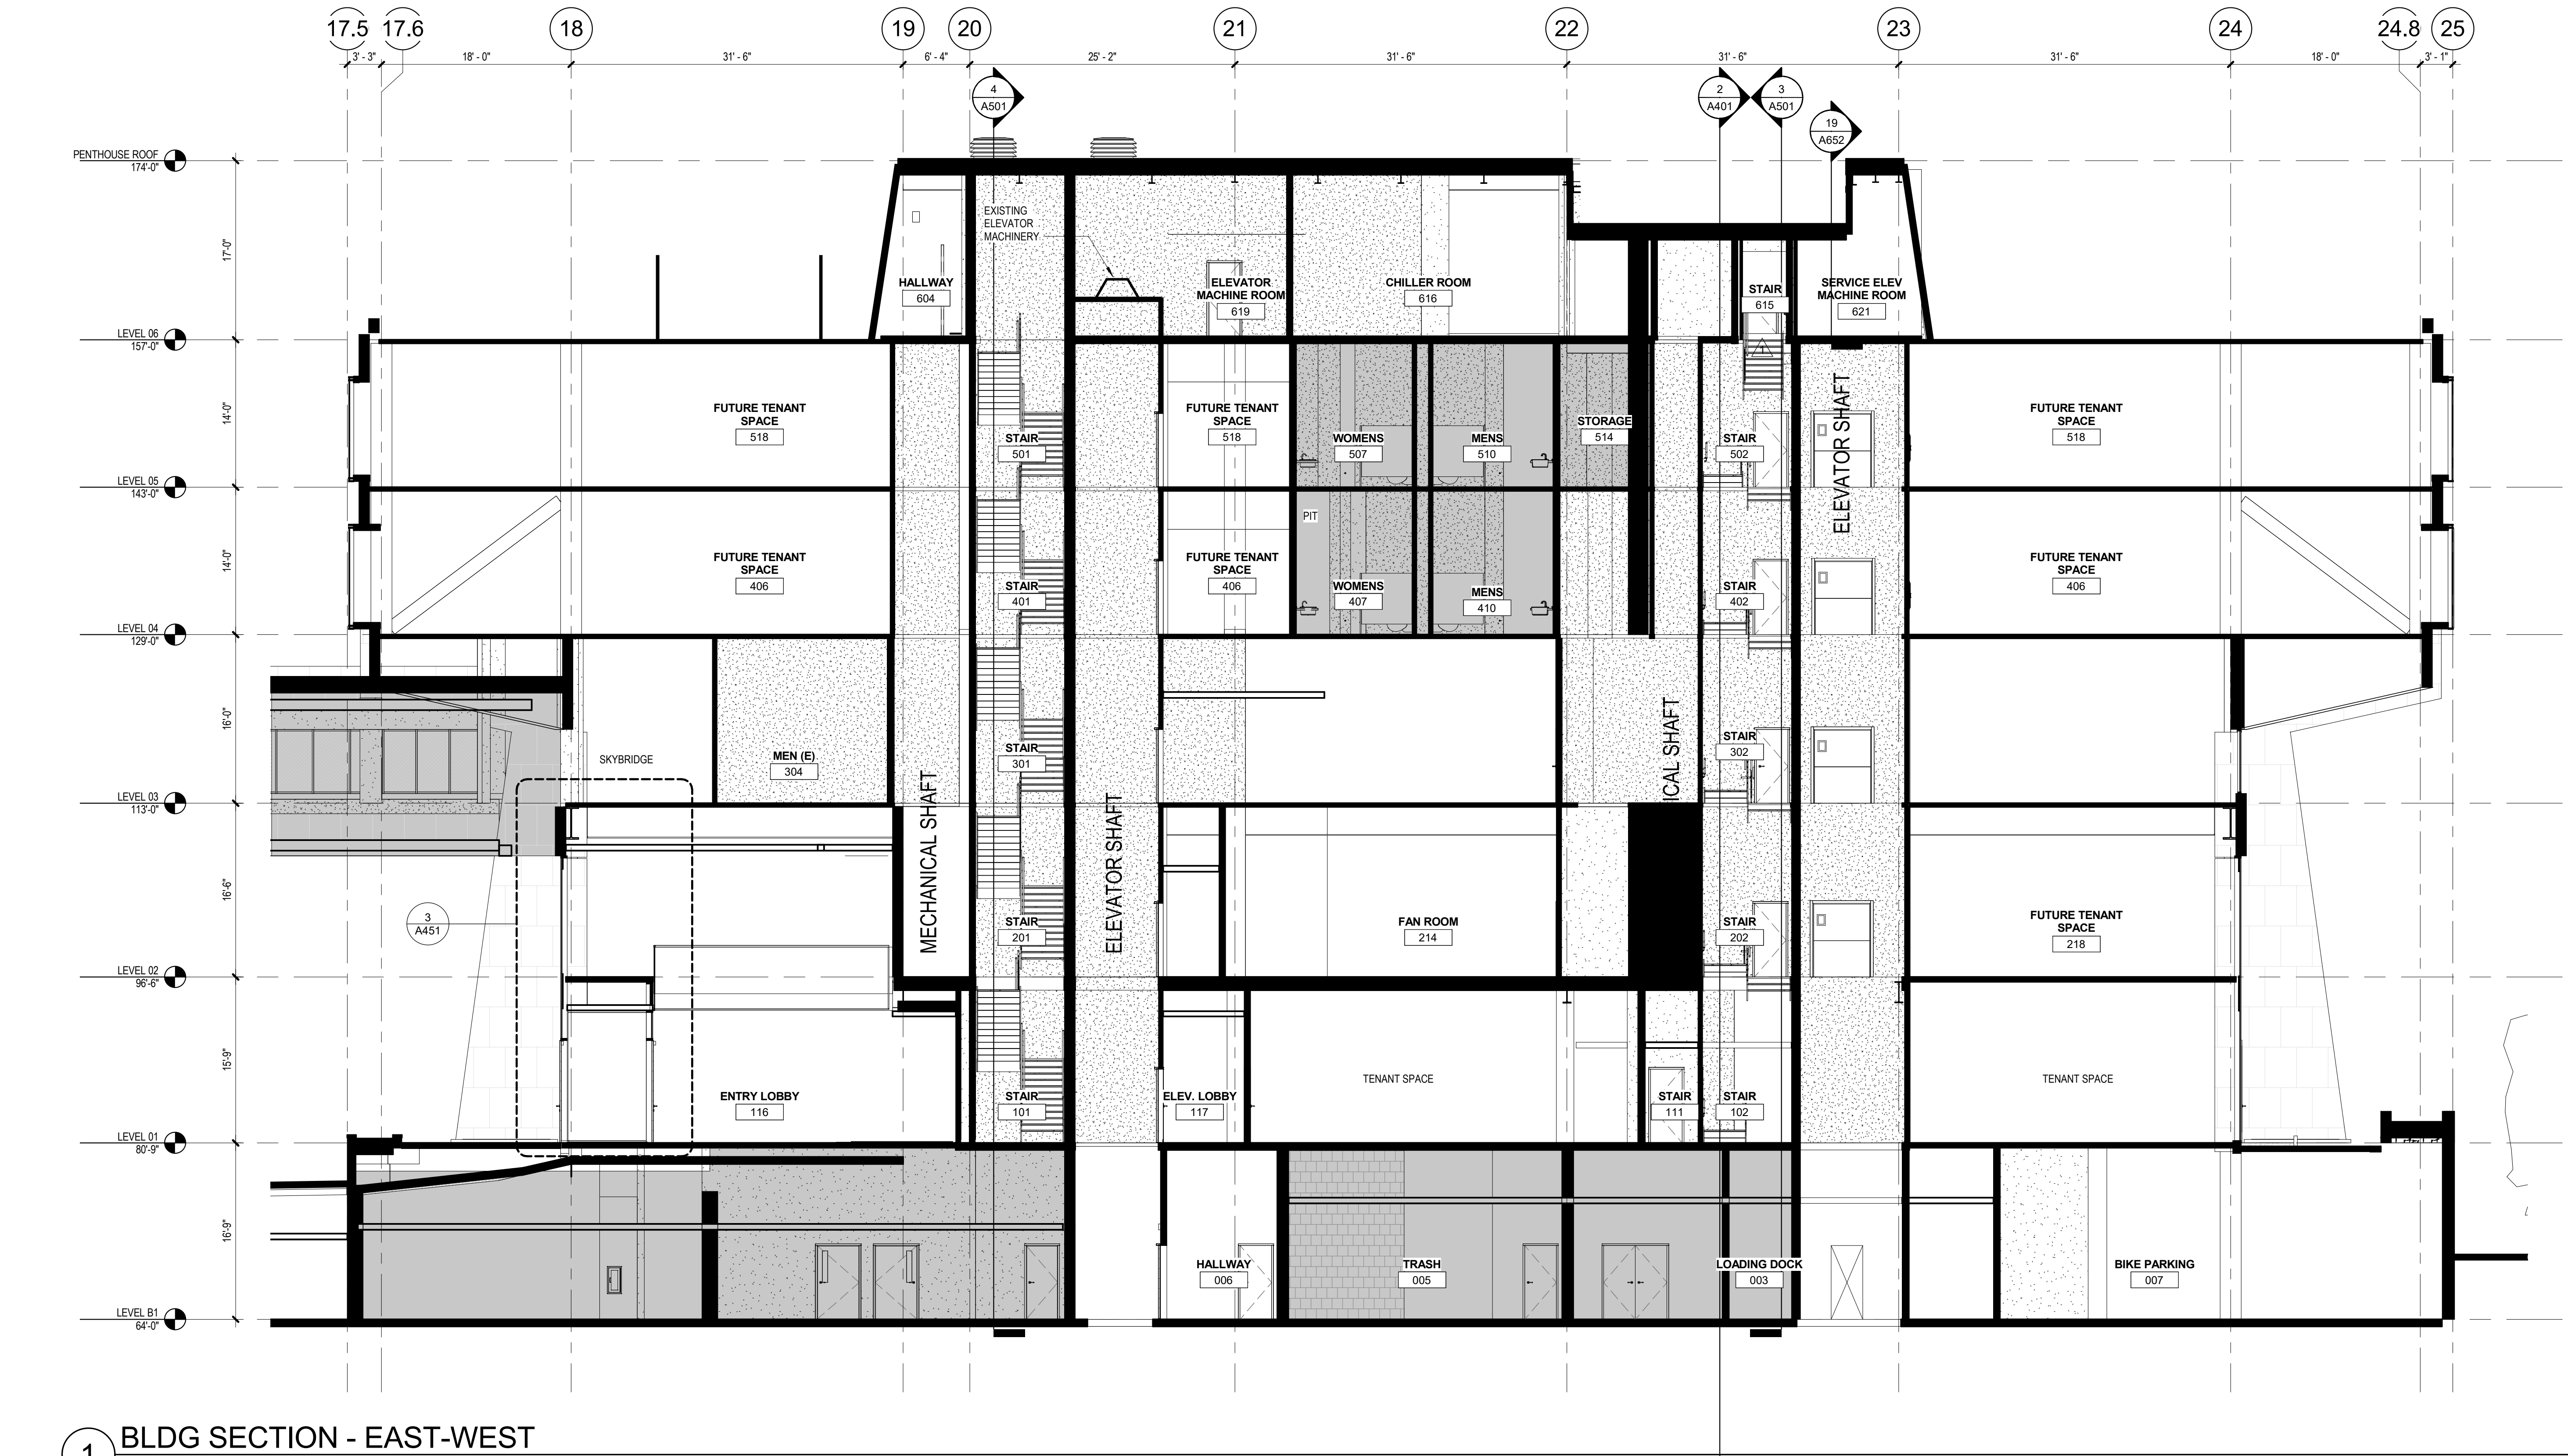 17.5 17.6 18 19 20 21 22 23 24 24.8 25
3' - 3" 18' - 0" 31' - 6" 6' - 4" 25' - 2" 31' - 6" 31' - 6" 31' - 6" 18' - 0" 3' - 1"
4
A501
2
A401
3
A501
19
A652
PENTHOUSE ROOF
174'-0"
17'-0"
EXISTING
ELEVATOR
MACHINERY
HALLWAY
604
ELEVATOR
MACHINE ROOM
619
CHILLER ROOM
616
STAIR
615
SERVICE ELEV
MACHINE ROOM
621
LEVEL 06
157'-0"
1
14'-0"
FUTURE TENANT
SPACE
518
STAIR
501
FUTURE TENANT
SPACE
518
WOMENS
507
MENS
510
STORAGE
514
STAIR
502
ELEVATOR SHAFT
FUTURE TENANT
SPACE
518
LEVEL 05
143'-0"
14'-0"
PIT
FUTURE TENANT
SPACE
406
STAIR
401
FUTURE TENANT
SPACE
406
WOMENS
407
MENS
410
STAIR
402
FUTURE TENANT
SPACE
406
LEVEL 04
129'-0"
16'-0"
SKYBRIDGE
MEN (E)
304
STAIR
301
ICAL SHAFT
STAIR
302
LEVEL 03
113'-0"
16'-6"
3
A451
MECHANICAL SHAFT
STAIR
201
ELEVATOR SHAFT
FAN ROOM
214
STAIR
202
FUTURE TENANT
SPACE
218
LEVEL 02
96'-6"
15'-9"
ENTRY LOBBY
116
STAIR
101
ELEV. LOBBY
117
TENANT SPACE
STAIR
111
STAIR
102
TENANT SPACE
LEVEL 01
80'-9"
16'-9"
HALLWAY
006
TRASH
005
LOADING DOCK
003
BIKE PARKING
007
LEVEL B1
64'-0"
1 BLDG SECTION - EAST-WEST